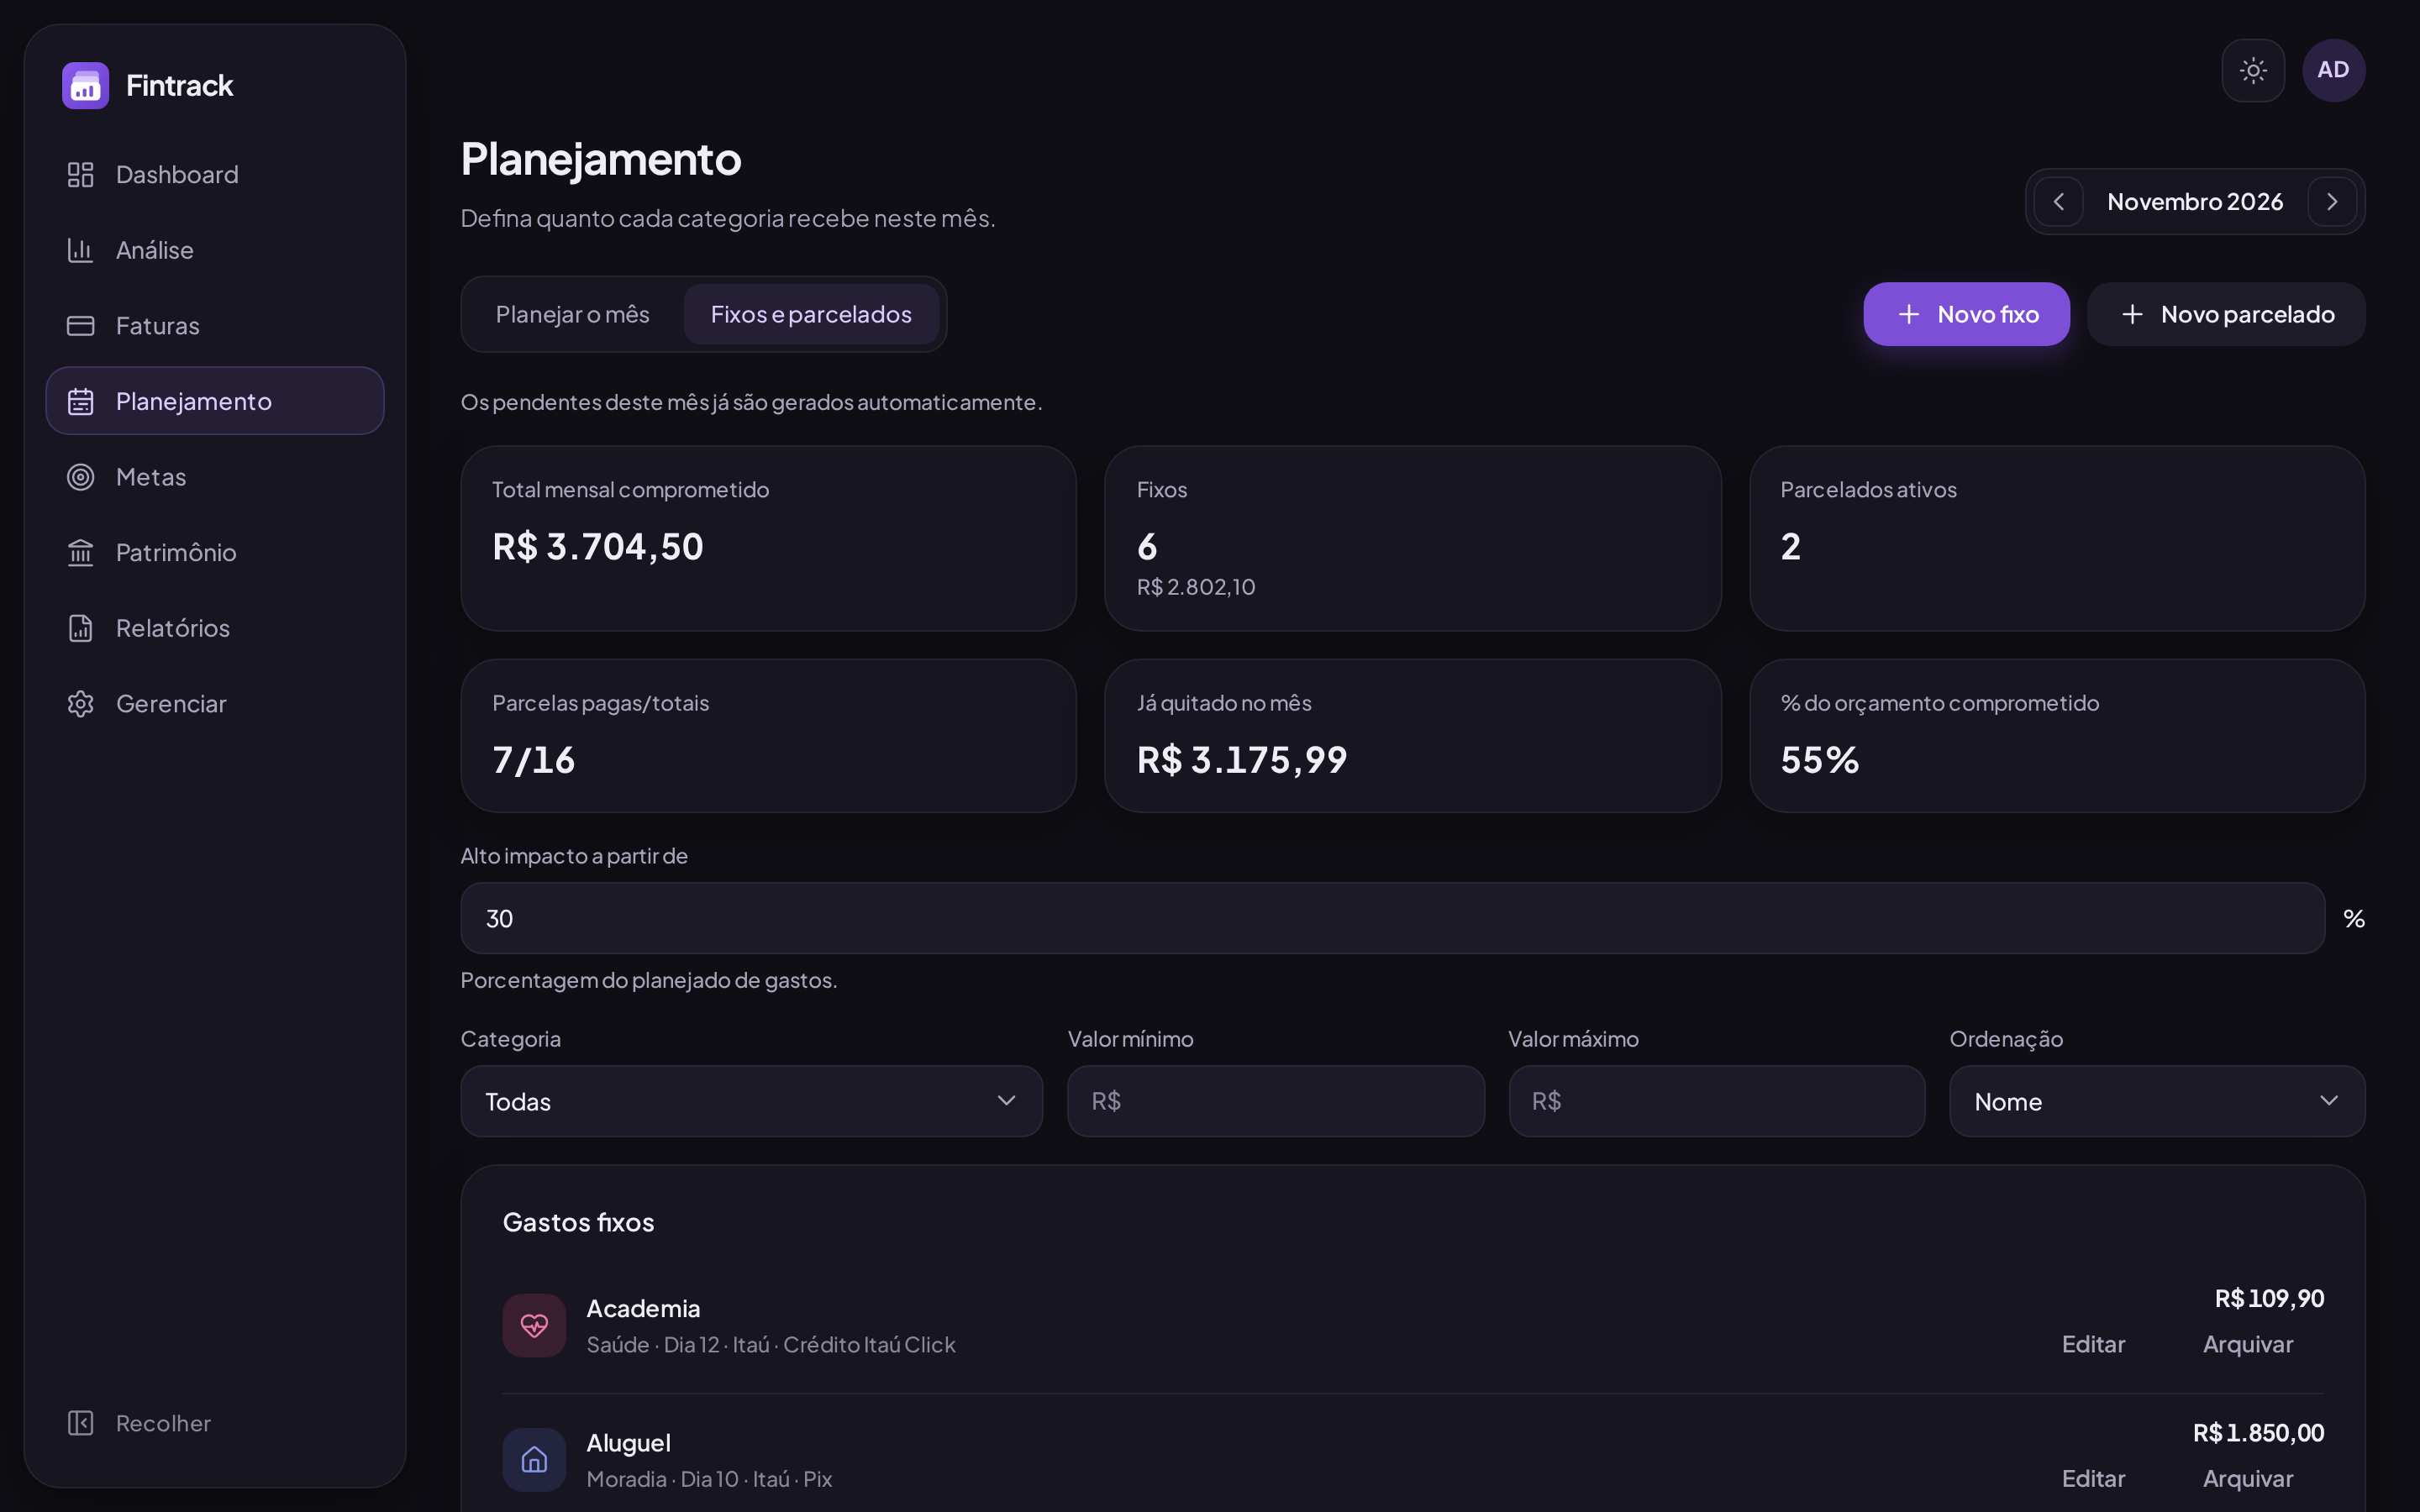 Fintrack
Dashboard
Análise
Faturas
Planejamento
Metas
Patrimônio
Relatórios
Gerenciar
Recolher
AD
Planejamento
Defina quanto cada categoria recebe neste mês.
Novembro 2026
Planejar o mês
Fixos e parcelados
Novo fixo
Novo parcelado
Os pendentes deste mês já são gerados automaticamente.
Total mensal comprometido
R$ 3.704,50
Fixos
6
R$ 2.802,10
Parcelados ativos
2
Parcelas pagas/totais
7/16
Já quitado no mês
R$ 3.175,99
% do orçamento comprometido
55%
Alto impacto a partir de
30
%
Porcentagem do planejado de gastos.
Categoria
Todas
Valor mínimo
R$
Valor máximo
R$
Ordenação
Nome
Gastos fixos
Academia
Saúde · Dia 12 · Itaú · Crédito Itaú Click
R$ 109,90
Editar
Arquivar
Aluguel
Moradia · Dia 10 · Itaú · Pix
R$ 1.850,00
Editar
Arquivar